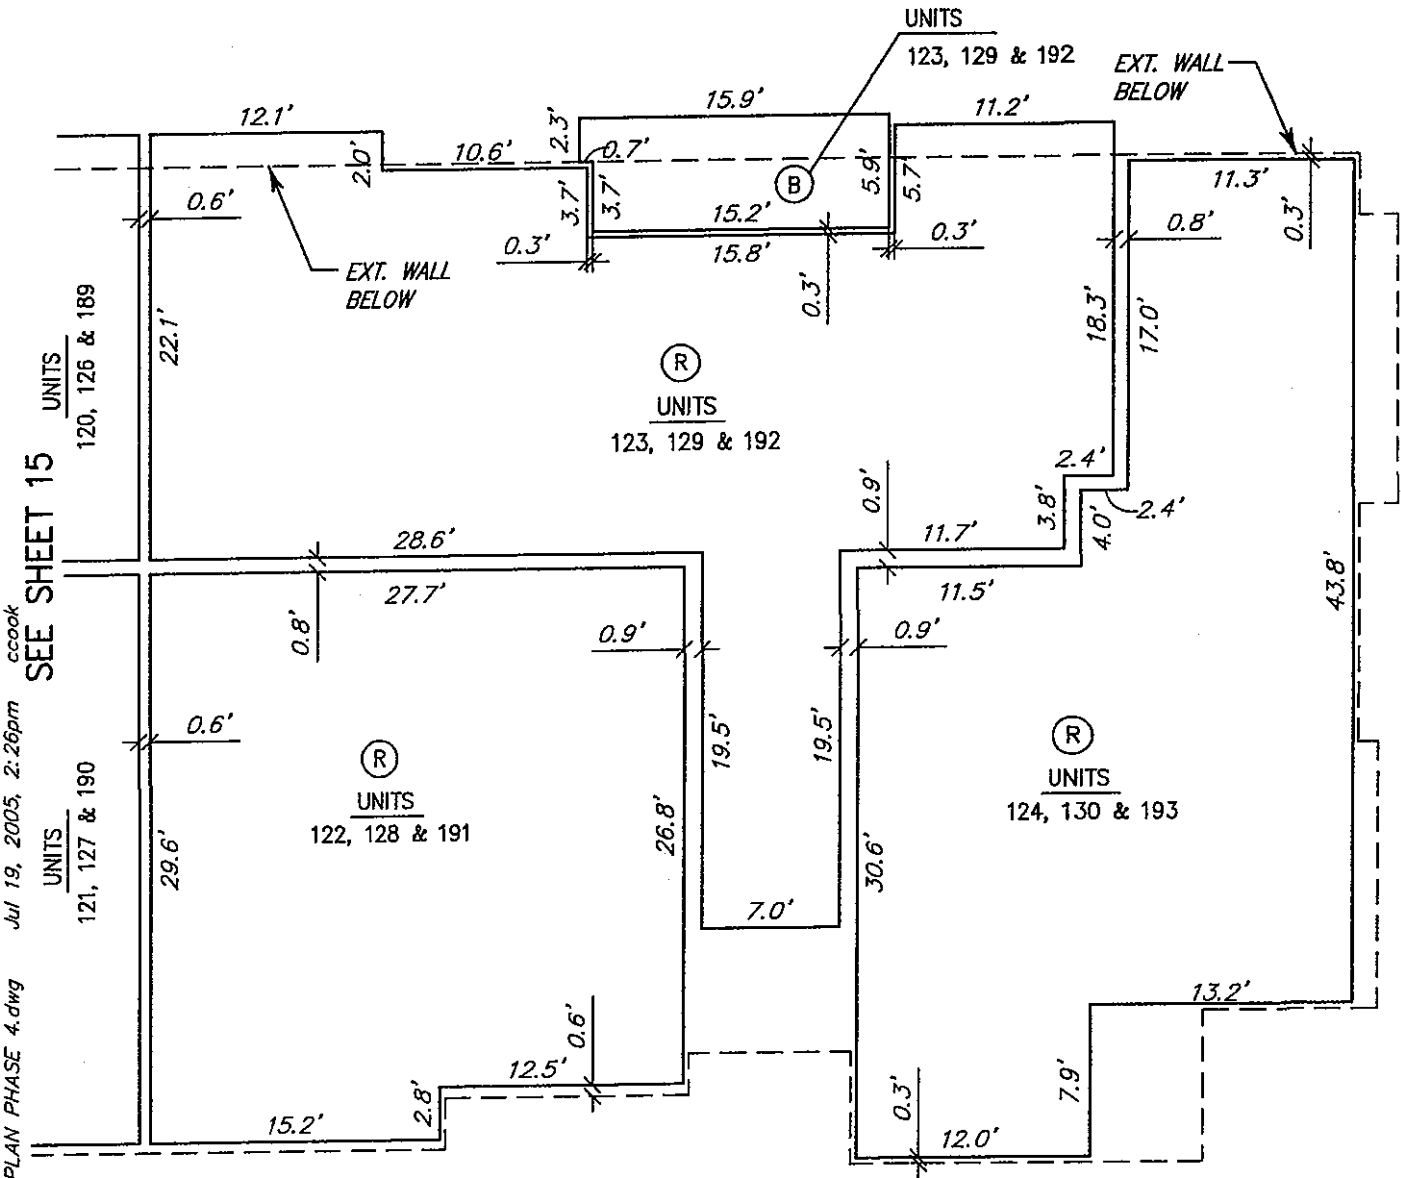 UNITS
123, 129 & 192
EXT. WALL
BELOW
12.1'
2.0'
10.6'
2.3'
15.9'
0.7'
11.2'
B
5.9'
5.7'
3.7'
3.7'
15.2'
15.8'
0.3'
0.3'
0.3'
11.3'
0.3'
0.8'
0.6'
EXT. WALL
BELOW
22.1'
UNITS
120, 126 & 189
R
UNITS
123, 129 & 192
18.3'
17.0'
2.4'
3.8'
4.0'
2.4'
0.9'
11.7'
11.5'
28.6'
27.7'
0.8'
0.9'
0.9'
43.8'
SEE SHEET 15
0.6'
R
UNITS
122, 128 & 191
19.5'
19.5'
R
UNITS
124, 130 & 193
UNITS
121, 127 & 190
29.6'
26.8'
30.6'
7.0'
13.2'
0.6'
12.5'
2.8'
15.2'
7.9'
0.3'
12.0'
PLAN PHASE 4.dwg Jul 19, 2005, 2:26pm ccook